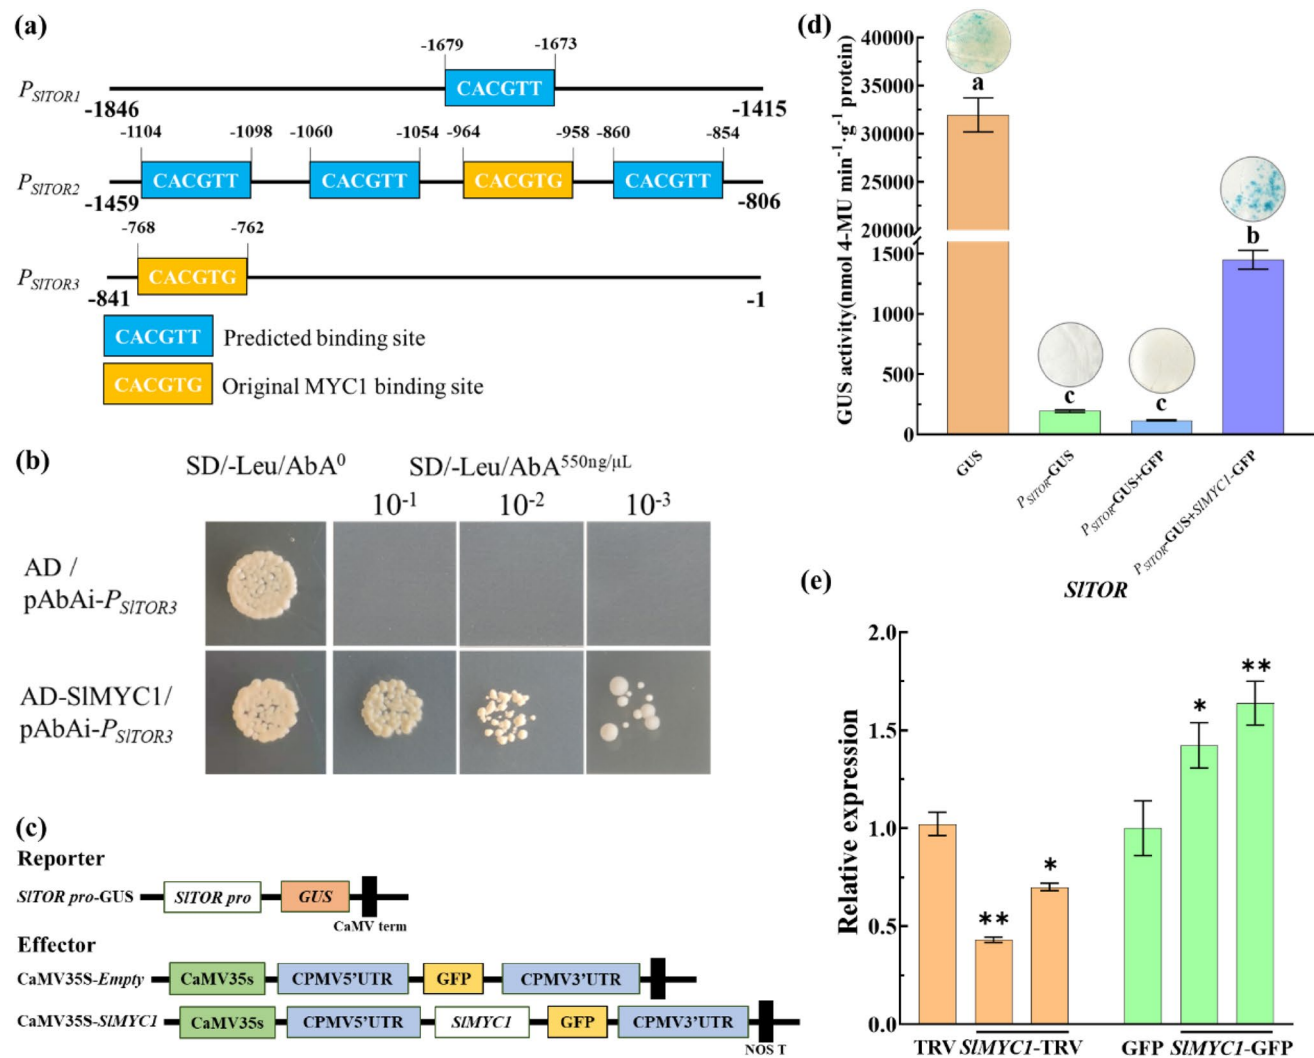 (a)
-1679 -1673
PSlTOR1 CACGTT
-1846 -1415
-1104 -1098 -1060 -1054 -964 -958 -860 -854
PSlTOR2 CACGTT CACGTT CACGTG CACGTT
-1459 -806
-768 -762
PSlTOR3 CACGTG
-841 -1
CACGTT Predicted binding site
CACGTG Original MYC1 binding site
(b)
SD/-Leu/AbA0 SD/-Leu/AbA550ng/μL
10-1 10-2 10-3
AD /
pAbAi-PSlTOR3
AD-SlMYC1/
pAbAi-PSlTOR3
(c)
Reporter
SlTOR pro-GUS SlTOR pro GUS
CaMV term
Effector
CaMV35S-Empty CaMV35s CPMV5'UTR GFP CPMV3'UTR
CaMV35S-SlMYC1 CaMV35s CPMV5'UTR SlMYC1 GFP CPMV3'UTR
NOS T
(d)
GUS activity(nmol 4-MU min-1·g-1 protein)
40000
35000
30000
25000
20000
1500
1000
500
0
a
c
c
b
GUS
PSlTOR-GUS
PSlTOR-GUS+GFP
PSlTOR-GUS+SlMYC1-GFP
(e)
SlTOR
Relative expression
2.0
1.5
1.0
0.5
0.0
**
*
*
**
TRV SlMYC1-TRV GFP SlMYC1-GFP